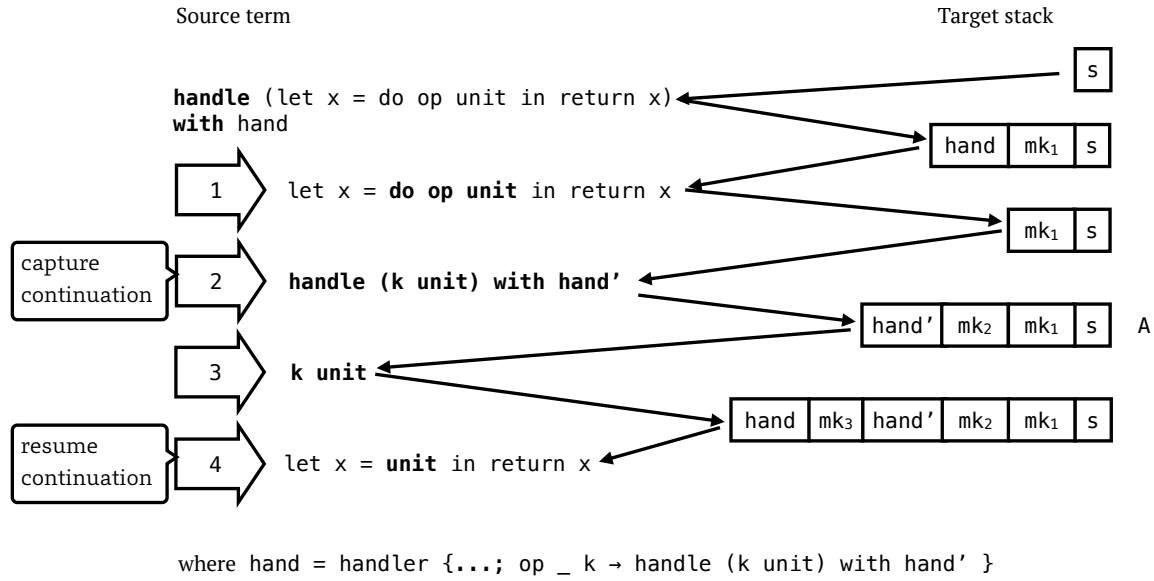 Source term Target stack
s
handle (let x = do op unit in return x)
with hand
hand mk₁ s
1 let x = do op unit in return x
mk₁ s
capture
continuation
2 handle (k unit) with hand’
hand’ mk₂ mk₁ s A
3 k unit
hand mk₃ hand’ mk₂ mk₁ s
resume
continuation
4 let x = unit in return x
where hand = handler {...; op _ k → handle (k unit) with hand’ }